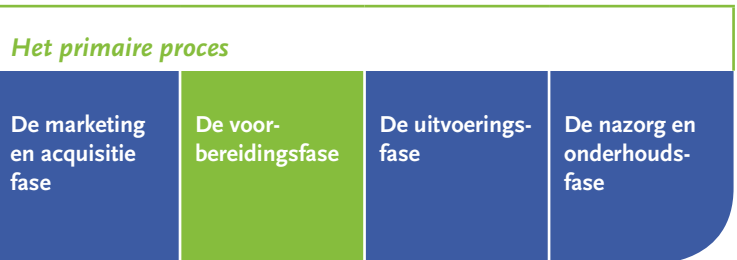 Het primaire proces
De marketing
en acquisitie
fase
De voor-
bereidingsfase
De uitvoerings-
fase
De nazorg en
onderhouds-
fase